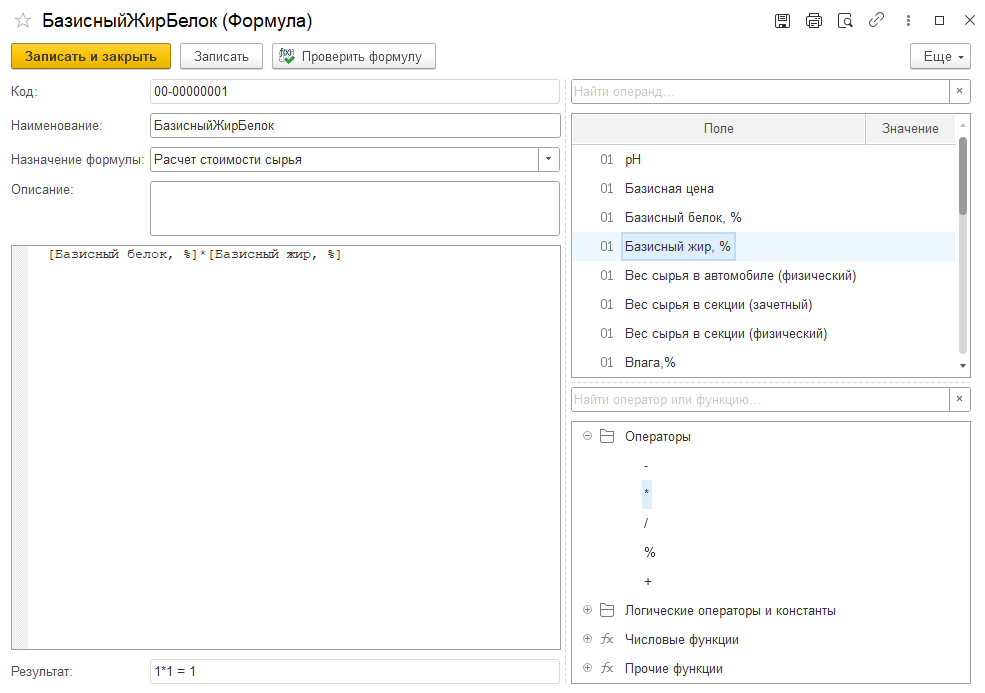 БазисныйЖирБелок (Формула)
Записать и закрыть
Записать
Проверить формулу
Еще
Код:
00-00000001
Наименование:
БазисныйЖирБелок
Назначение формулы:
Расчет стоимости сырья
Описание:
[Базисный белок, %]*[Базисный жир, %]
Результат:
1*1 = 1
Найти операнд...
×
Поле
Значение
01 pH
01 Базисная цена
01 Базисный белок, %
01 Базисный жир, %
01 Вес сырья в автомобиле (физический)
01 Вес сырья в секции (зачетный)
01 Вес сырья в секции (физический)
01 Влага,%
Найти оператор или функцию...
×
Операторы
-
*
/
%
+
Логические операторы и константы
fx Числовые функции
fx Прочие функции